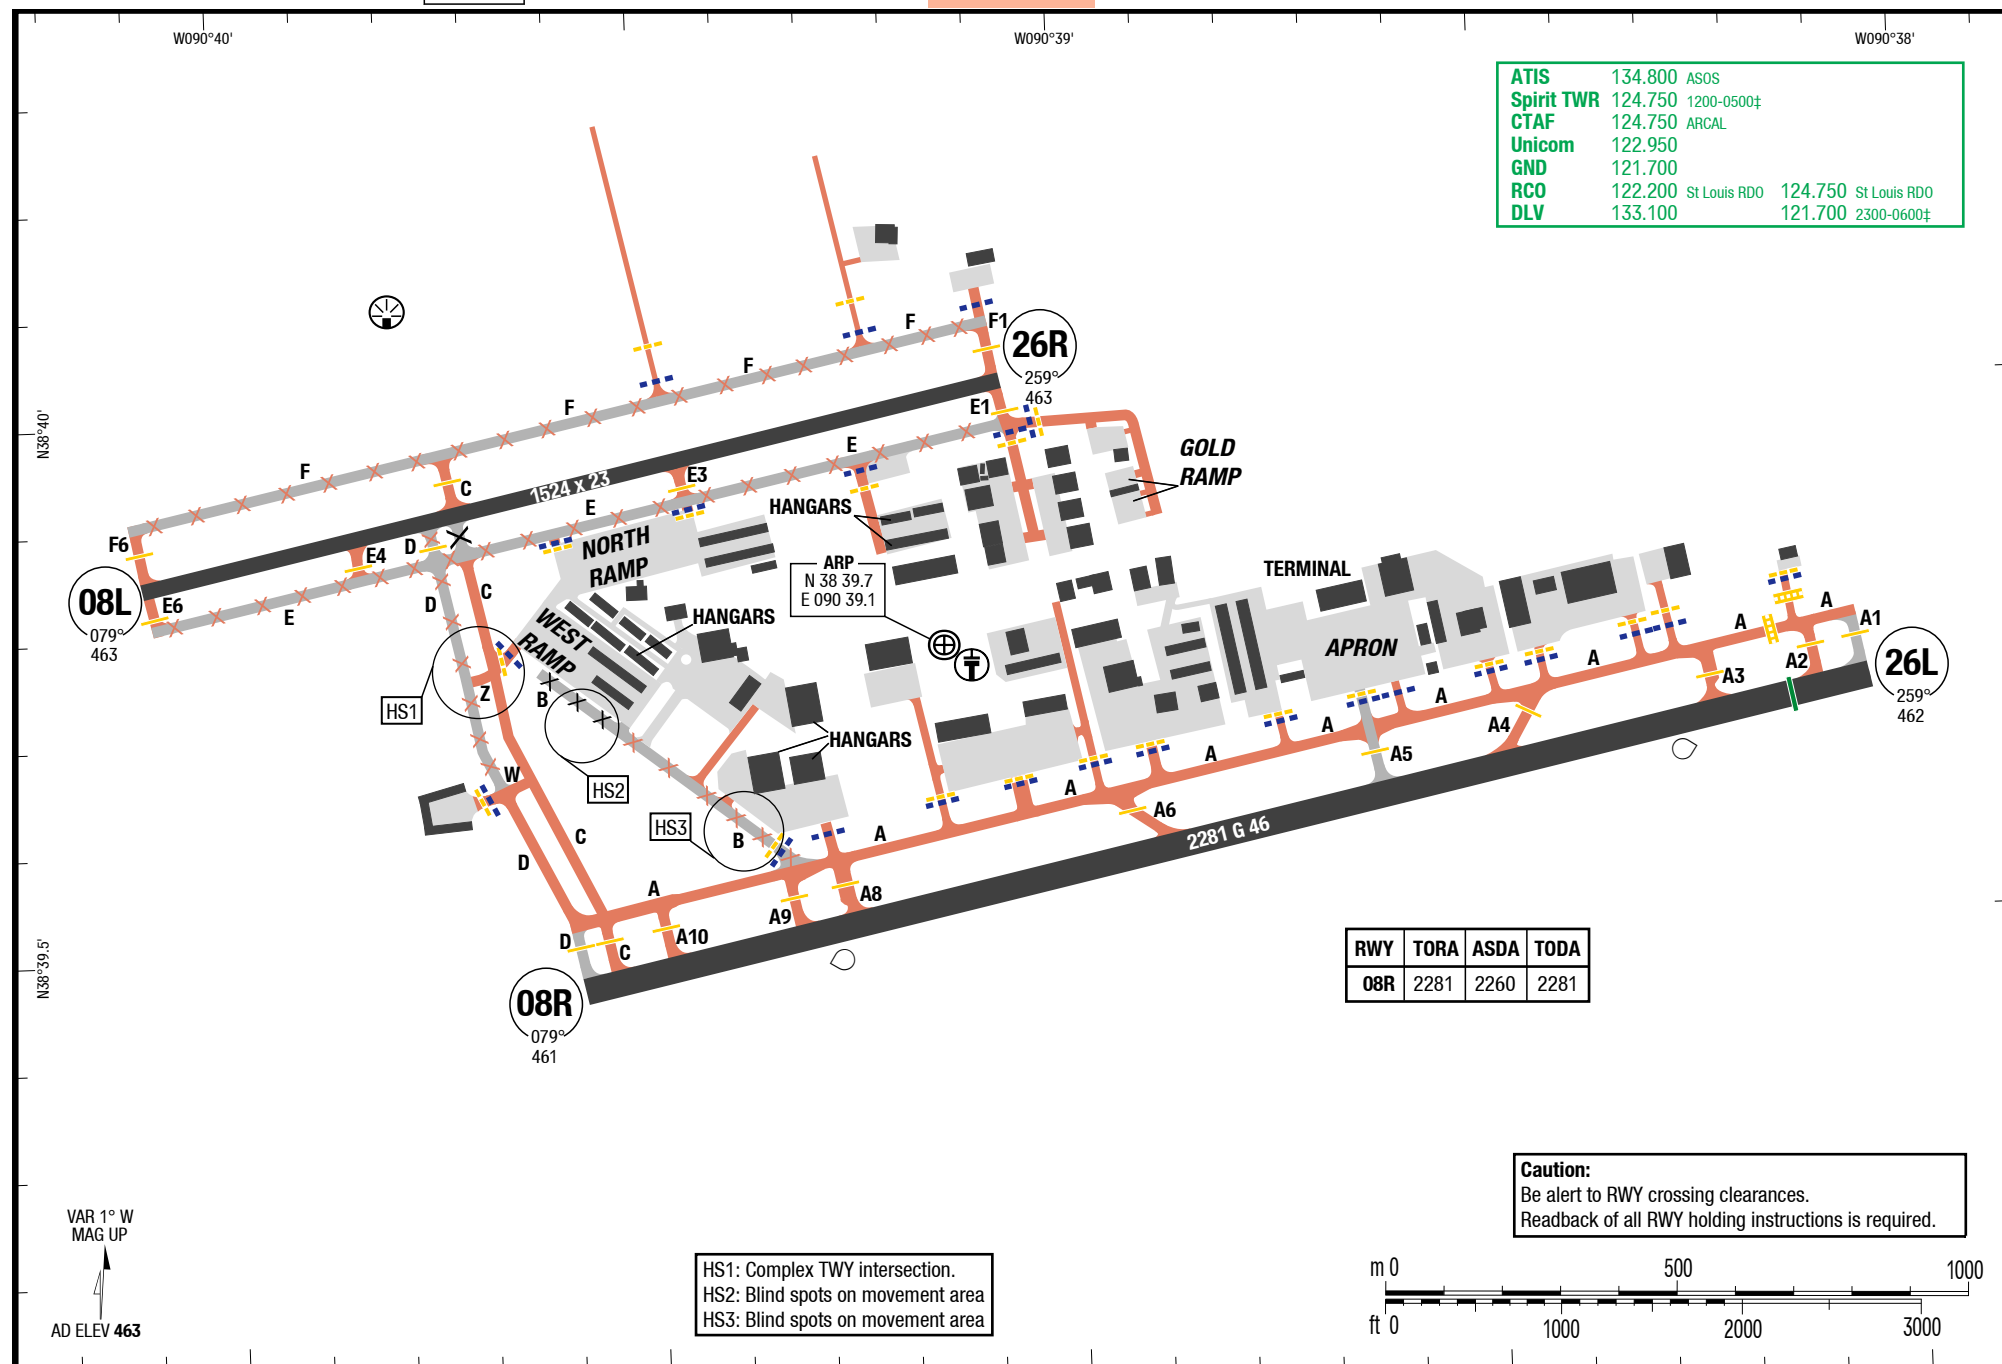 W090°40'
W090°39'
W090°38'
ATIS 134.800 ASOS
Spirit TWR 124.750 1200-0500‡
CTAF 124.750 ARCAL
Unicom 122.950
GND 121.700
RCO 122.200 St Louis RDO 124.750 St Louis RDO
DLV 133.100 121.700 2300-0600‡
F
F1
26R
259°
463
F
F
E1
E
GOLD
RAMP
N38°40'
F
C
1524 x 23
E3
E
HANGARS
F6
E4
D
NORTH
RAMP
ARP
N 38 39.7
E 090 39.1
TERMINAL
08L
079°
463
E6
E
D
C
WEST
RAMP
HANGARS
APRON
A
A
A1
A2
26L
259°
462
HS1
Z
B
A
A3
A
A4
A
A5
HANGARS
W
HS2
A
A
A6
HS3
B
C
A
2281 G 46
D
A
A8
A9
D
C
A10
N38°39.5'
08R
079°
461
RWY TORA ASDA TODA
08R 2281 2260 2281
Caution:
Be alert to RWY crossing clearances.
Readback of all RWY holding instructions is required.
VAR 1° W
MAG UP
AD ELEV 463
HS1: Complex TWY intersection.
HS2: Blind spots on movement area
HS3: Blind spots on movement area
m 0 500 1000
ft 0 1000 2000 3000